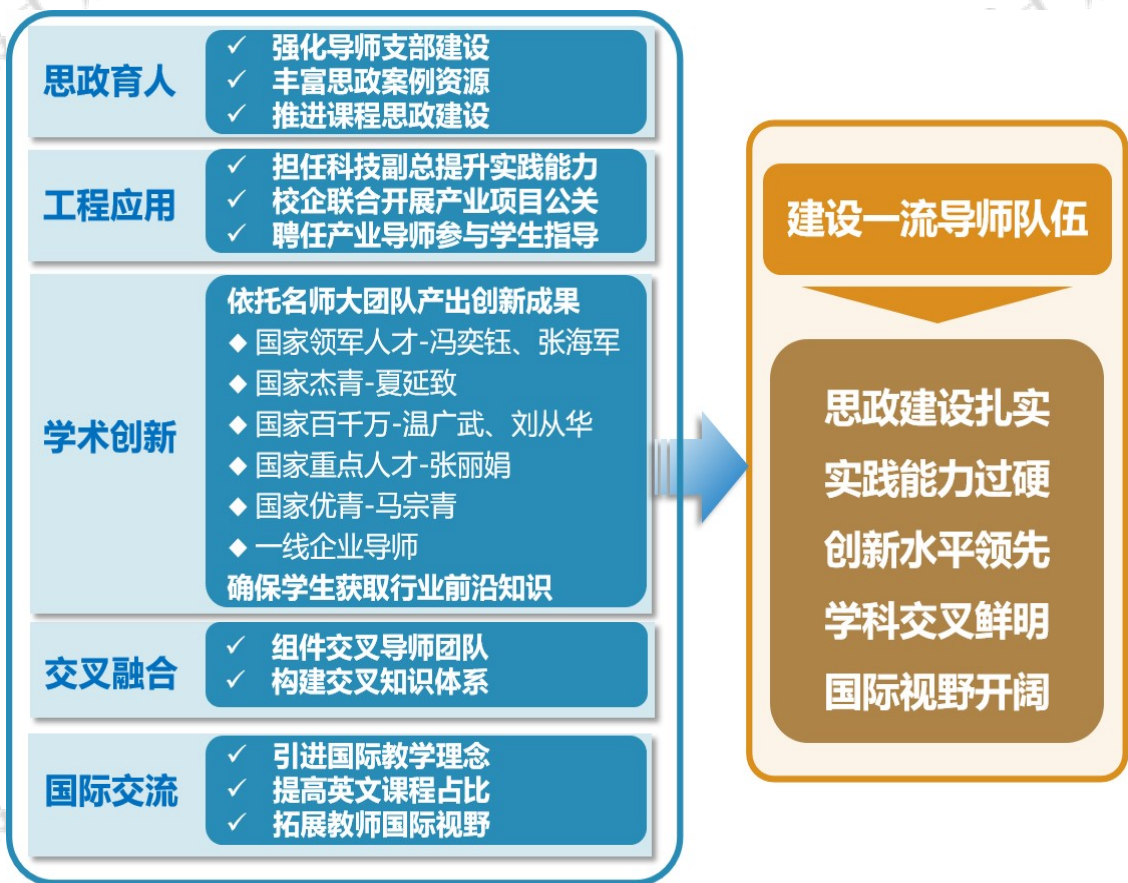 思政育人
✓ 强化导师支部建设
✓ 丰富思政案例资源
✓ 推进课程思政建设
工程应用
✓ 担任科技副总提升实践能力
✓ 校企联合开展产业项目公关
✓ 聘任产业导师参与学生指导
学术创新
依托名师大团队产出创新成果
◆ 国家领军人才-冯奕钰、张海军
◆ 国家杰青-夏延致
◆ 国家百千万-温广武、刘从华
◆ 国家重点人才-张丽娟
◆ 国家优青-马宗青
◆ 一线企业导师
确保学生获取行业前沿知识
交叉融合
✓ 组件交叉导师团队
✓ 构建交叉知识体系
国际交流
✓ 引进国际教学理念
✓ 提高英文课程占比
✓ 拓展教师国际视野
建设一流导师队伍
思政建设扎实
实践能力过硬
创新水平领先
学科交叉鲜明
国际视野开阔